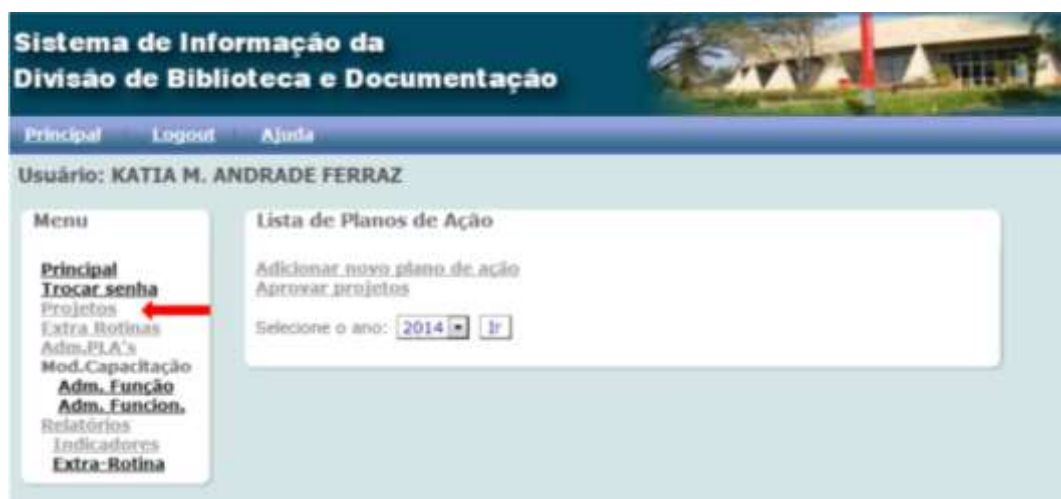 Sistema de Informação da
Divisão de Biblioteca e Documentação
Principal Logout Ajuda
Usuário: KATIA M. ANDRADE FERRAZ
Menu
Principal
Trocar senha
Projetos
Extra Rotinas
Adm.PLA's
Mod.Capacitação
Adm. Função
Adm. Funcion.
Relatórios
Indicadores
Extra-Rotina
Lista de Planos de Ação
Adicionar novo plano de ação
Aprovar projetos
Selecione o ano: 2014 Ir